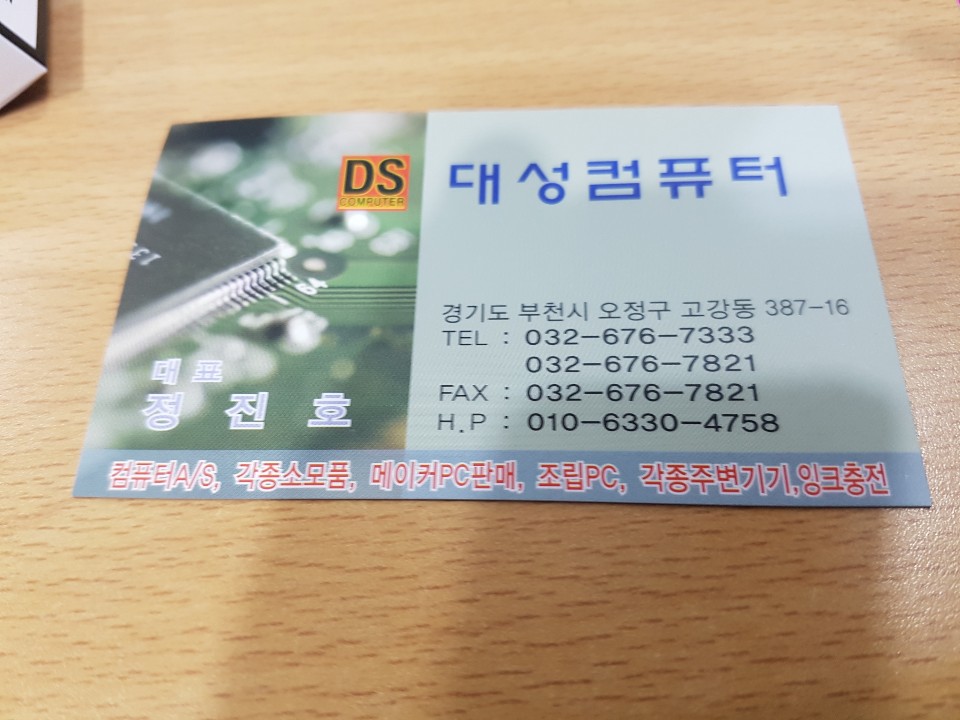 DS
COMPUTER
대성컴퓨터
경기도 부천시 오정구 고강동 387-16
TEL : 032-676-7333
032-676-7821
FAX : 032-676-7821
H.P : 010-6330-4758
대 표
정 진 호
컴퓨터A/S, 각종소모품, 메이커PC판매, 조립PC, 각종주변기기,잉크충전